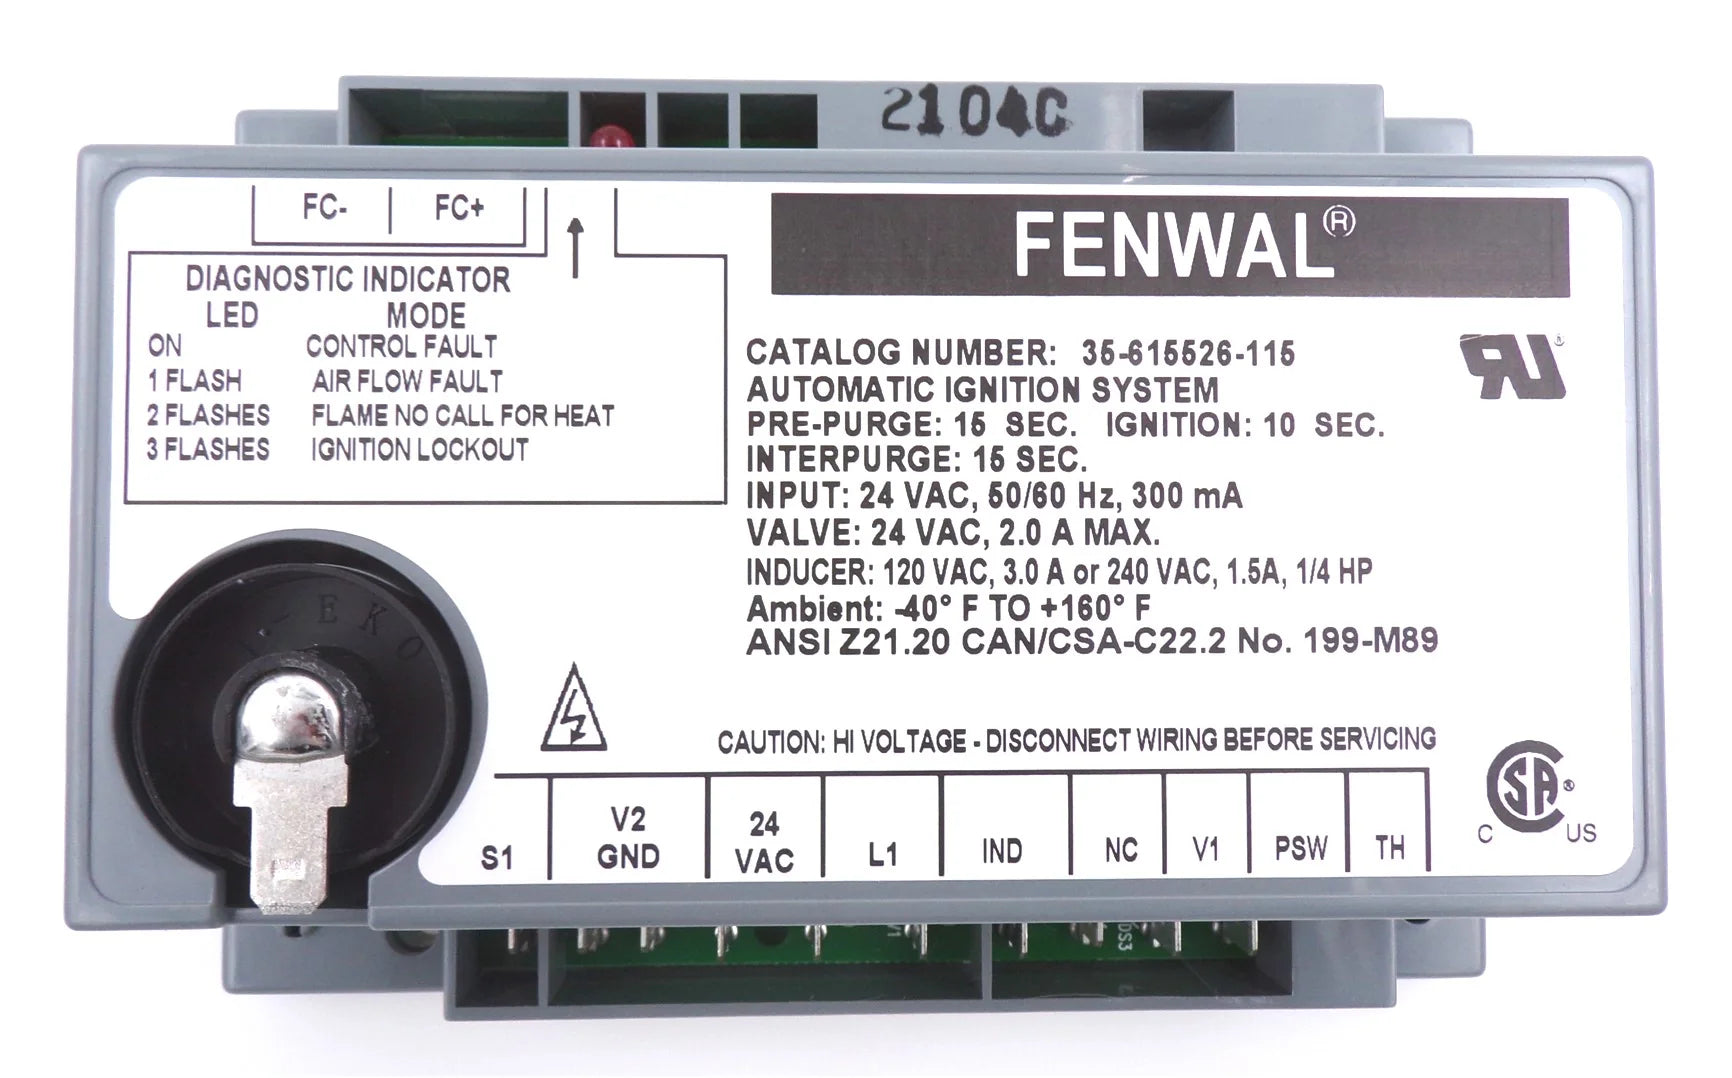 2104C
FC- FC+
FENWAL®
DIAGNOSTIC INDICATOR
LED MODE
ON CONTROL FAULT
1 FLASH AIR FLOW FAULT
2 FLASHES FLAME NO CALL FOR HEAT
3 FLASHES IGNITION LOCKOUT
CATALOG NUMBER: 35-615526-115
AUTOMATIC IGNITION SYSTEM
PRE-PURGE: 15 SEC. IGNITION: 10 SEC.
INTERPURGE: 15 SEC.
INPUT: 24 VAC, 50/60 Hz, 300 mA
VALVE: 24 VAC, 2.0 A MAX.
INDUCER: 120 VAC, 3.0 A or 240 VAC, 1.5A, 1/4 HP
Ambient: -40° F TO +160° F
ANSI Z21.20 CAN/CSA-C22.2 No. 199-M89
RU®
CAUTION: HI VOLTAGE - DISCONNECT WIRING BEFORE SERVICING
S1 V2 GND 24 VAC L1 IND NC V1 PSW TH
C SA® US
DS3